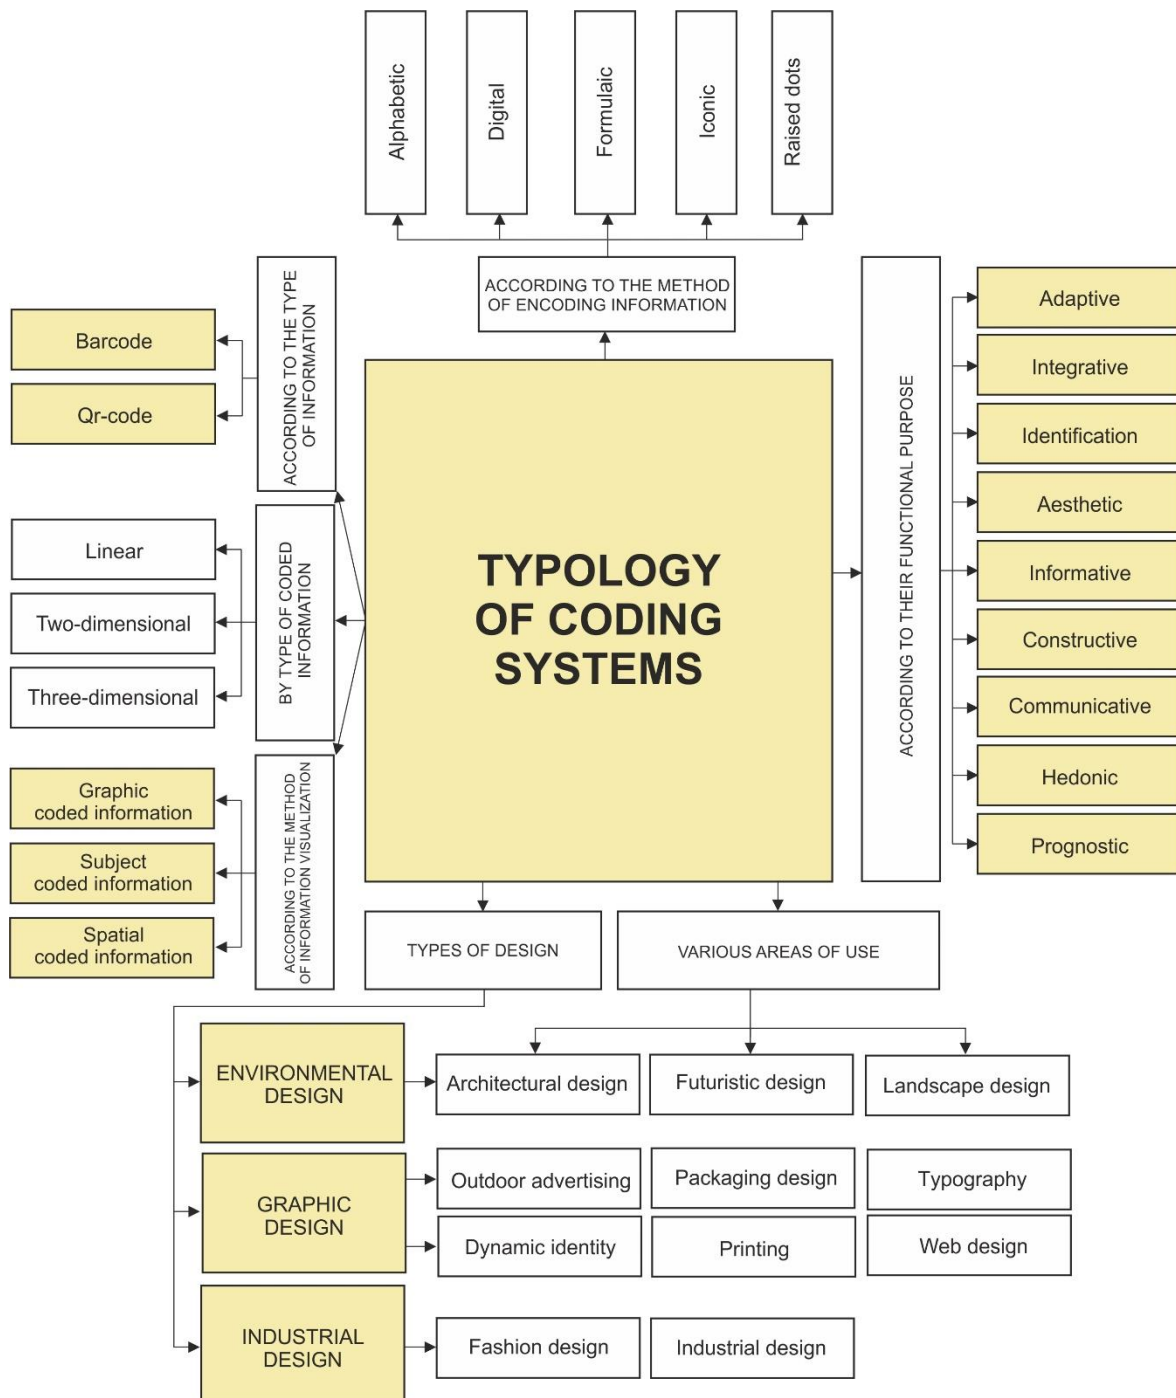 Alphabetic
Digital
Formulaic
Iconic
Raised dots
ACCORDING TO THE METHOD
OF ENCODING INFORMATION
ACCORDING TO THE TYPE
OF INFORMATION
Barcode
Qr-code
BY TYPE OF CODED
INFORMATION
Linear
Two-dimensional
Three-dimensional
ACCORDING TO THE METHOD
OF INFORMATION VISUALIZATION
Graphic
coded information
Subject
coded information
Spatial
coded information
TYPOLOGY
OF CODING
SYSTEMS
ACCORDING TO THEIR FUNCTIONAL PURPOSE
Adaptive
Integrative
Identification
Aesthetic
Informative
Constructive
Communicative
Hedonic
Prognostic
TYPES OF DESIGN
VARIOUS AREAS OF USE
ENVIRONMENTAL
DESIGN
Architectural design
Futuristic design
Landscape design
GRAPHIC
DESIGN
Outdoor advertising
Packaging design
Typography
Dynamic identity
Printing
Web design
INDUSTRIAL
DESIGN
Fashion design
Industrial design